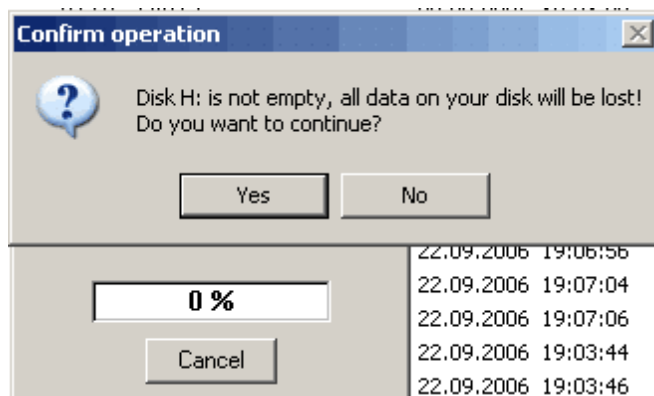 Confirm operation
Disk H: is not empty, all data on your disk will be lost!
Do you want to continue?
Yes
No
22.09.2006 19:06:56
0 %
22.09.2006 19:07:04
22.09.2006 19:07:06
Cancel
22.09.2006 19:03:44
22.09.2006 19:03:46